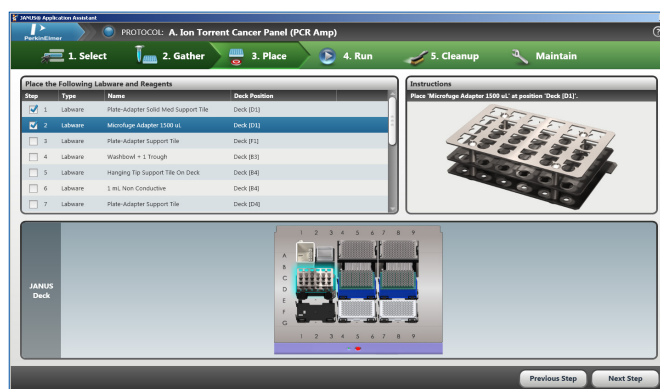 JANUS® Application Assistant
PerkinElmer
PROTOCOL: A. Ion Torrent Cancer Panel (PCR Amp)
?
1. Select 2. Gather 3. Place 4. Run 5. Cleanup Maintain
Place the Following Labware and Reagents
Step Type Name Deck Position
1 Labware Plate-Adapter Solid Med Support Tile Deck [D1]
2 Labware Microfuge Adapter 1500 uL Deck [D1]
3 Labware Plate-Adapter Support Tile Deck [F1]
4 Labware Washbowl + 1 Trough Deck [B3]
5 Labware Hanging Tip Support Tile On Deck Deck [B4]
6 Labware 1 mL Non Conductive Deck [B4]
7 Labware Plate-Adapter Support Tile Deck [D4]
Instructions
Place 'Microfuge Adapter 1500 uL' at position 'Deck [D1]'.
JANUS
Deck
1 2 3 4 5 6 7 8 9
A
B
C
D
E
F
G
1 2 3 4 5 6 7 8 9
Previous Step Next Step